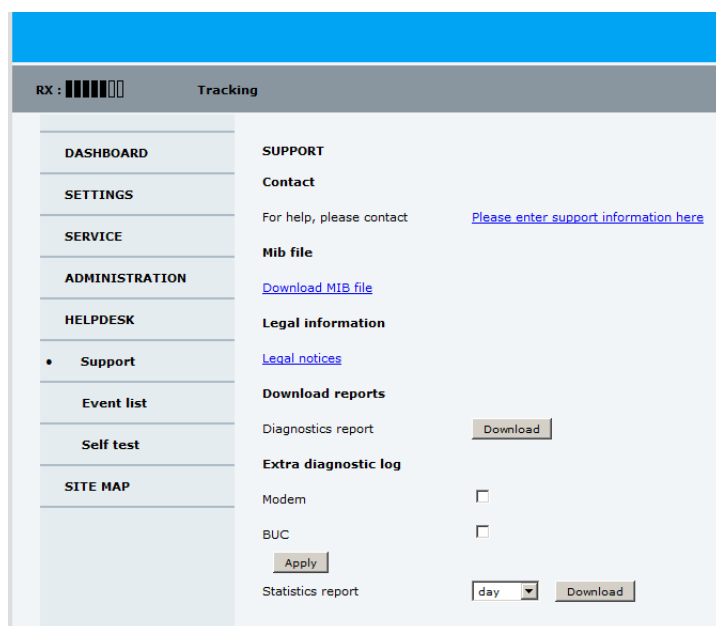 RX : Tracking
DASHBOARD
SETTINGS
SERVICE
ADMINISTRATION
HELPDESK
• Support
Event list
Self test
SITE MAP
SUPPORT
Contact
For help, please contact Please enter support information here
Mib file
Download MIB file
Legal information
Legal notices
Download reports
Diagnostics report Download
Extra diagnostic log
Modem
BUC
Apply
Statistics report day Download